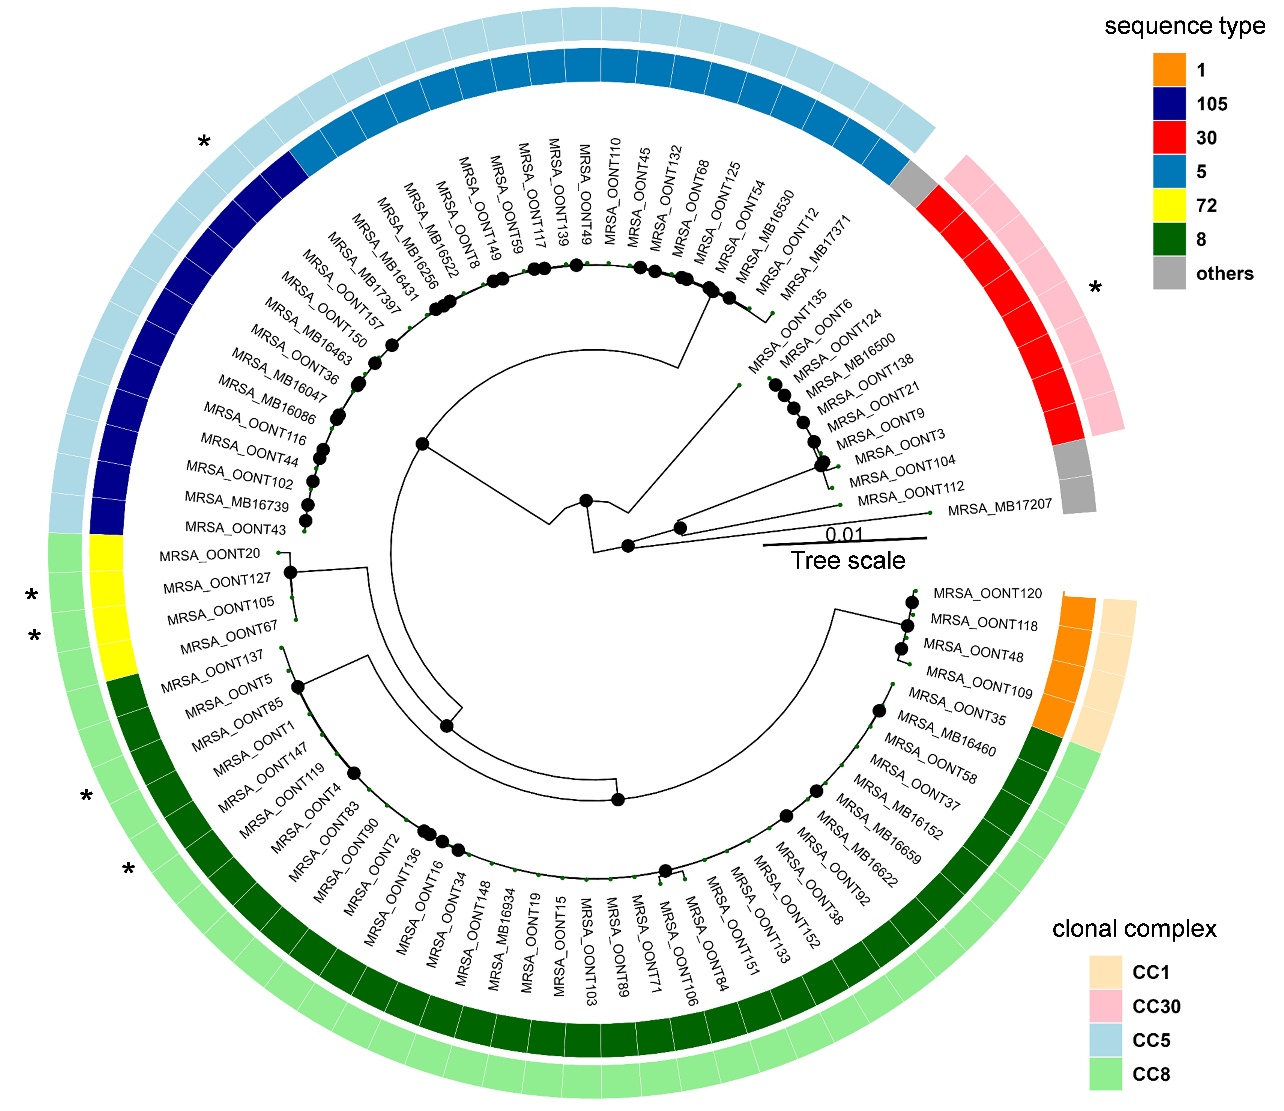 sequence type
1
105
30
5
72
8
others
*
*
*
*
*
*
MRSA_OONT43
MRSA_MB16739
MRSA_OONT102
MRSA_OONT44
MRSA_OONT116
MRSA_MB16086
MRSA_MB16047
MRSA_OONT36
MRSA_MB16463
MRSA_OONT150
MRSA_OONT157
MRSA_MB17397
MRSA_MB16431
MRSA_MB16256
MRSA_MB16522
MRSA_OONT8
MRSA_OONT149
MRSA_OONT59
MRSA_OONT117
MRSA_OONT139
MRSA_OONT49
MRSA_OONT110
MRSA_OONT45
MRSA_OONT132
MRSA_OONT68
MRSA_OONT125
MRSA_OONT54
MRSA_MB16530
MRSA_OONT12
MRSA_MB17371
MRSA_OONT135
MRSA_OONT6
MRSA_OONT124
MRSA_MB16500
MRSA_OONT138
MRSA_OONT21
MRSA_OONT9
MRSA_OONT3
MRSA_OONT104
MRSA_OONT112
MRSA_MB17207
0.01
Tree scale
MRSA_OONT120
MRSA_OONT118
MRSA_OONT48
MRSA_OONT109
MRSA_OONT35
MRSA_MB16460
MRSA_OONT58
MRSA_OONT37
MRSA_MB16152
MRSA_MB16659
MRSA_MB16622
MRSA_OONT92
MRSA_OONT38
MRSA_OONT152
MRSA_OONT133
MRSA_OONT151
MRSA_OONT84
MRSA_OONT106
MRSA_OONT71
MRSA_OONT89
MRSA_OONT103
MRSA_OONT15
MRSA_OONT19
MRSA_MB16934
MRSA_OONT148
MRSA_OONT34
MRSA_OONT16
MRSA_OONT136
MRSA_OONT2
MRSA_OONT90
MRSA_OONT83
MRSA_OONT4
MRSA_OONT119
MRSA_OONT147
MRSA_OONT1
MRSA_OONT85
MRSA_OONT5
MRSA_OONT137
MRSA_OONT67
MRSA_OONT105
MRSA_OONT127
MRSA_OONT20
clonal complex
CC1
CC30
CC5
CC8